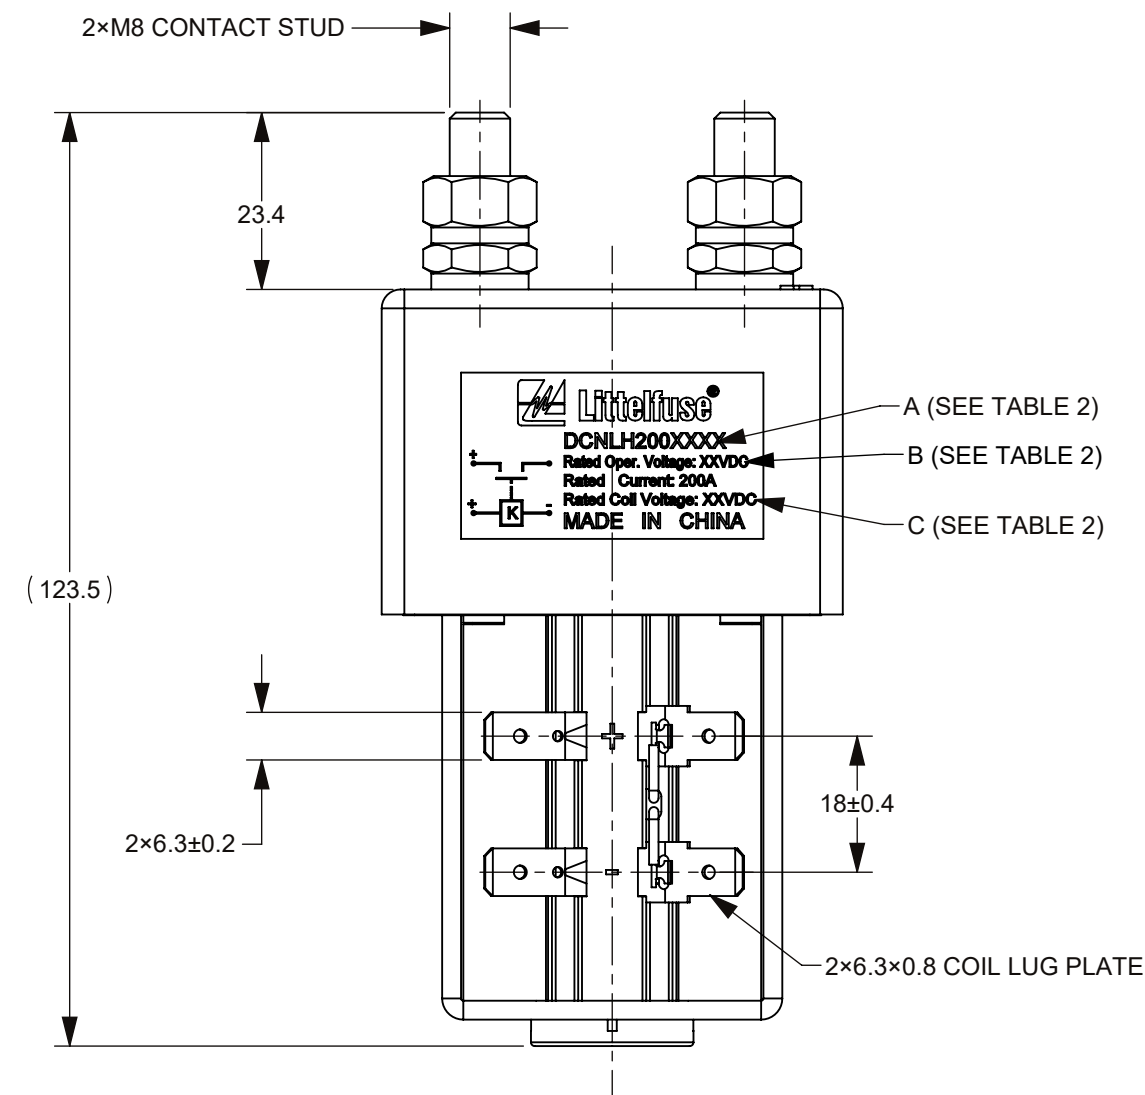 2×M8 CONTACT STUD
23.4
Littelfuse®
DCNLH200XXXX
A (SEE TABLE 2)
Rated Oper. Voltage: XXVDC
B (SEE TABLE 2)
Rated Current: 200A
Rated Coil Voltage: XXVDC
C (SEE TABLE 2)
MADE IN CHINA
+ + - K
(123.5)
+
18±0.4
2×6.3±0.2
-
2×6.3×0.8 COIL LUG PLATE